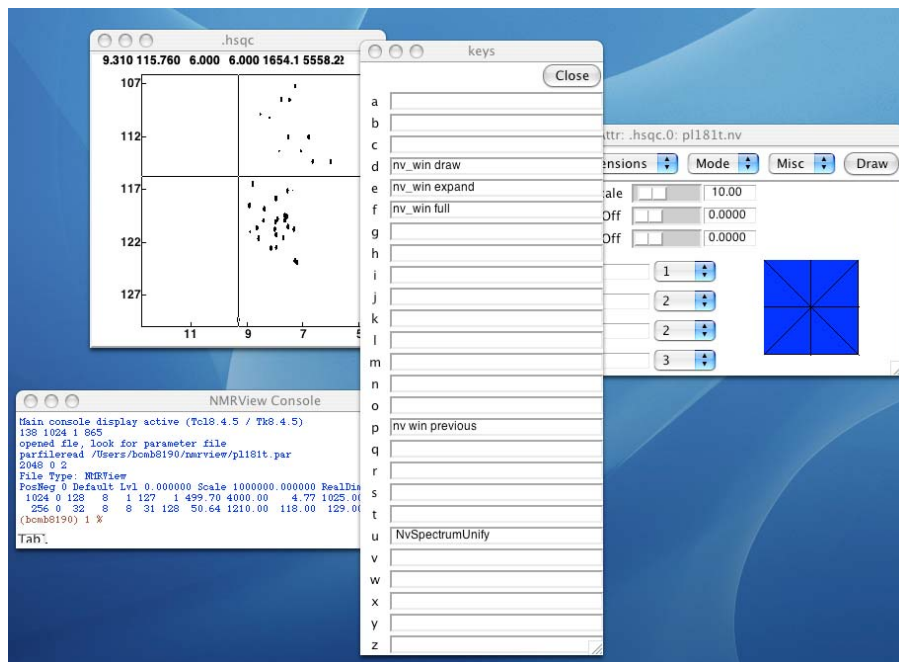 .hsqc
9.310 115.760 6.000 6.000 1654.1 5558.2
107
112
117
122
127
11 9 7 5
keys
Close
a
b
c
d nv_win draw
e nv_win expand
f nv_win full
g
h
i
j
k
l
m
n
o
p nv win previous
q
r
s
t
u NvSpectrumUnify
v
w
x
y
z
Attr: .hsqc.0: pl181t.nv
ensions Mode Misc Draw
ale 10.00
Off 0.0000
Off 0.0000
1
2
2
3
NMRView Console
Main console display active (Tcl8.4.5 / Tk8.4.5)
138 1024 1 865
opened fle, look for parameter file
parfileread /Users/bcmb8190/nmrview/pl181t.par
2048 0 2
File Type: NMRView
PosNeg 0 Default Lvl 0.000000 Scale 1000000.000000 RealDim
1024 0 128 8 1 127 1 499.70 4000.00 4.77 1025.00
256 0 32 8 8 31 128 50.64 1210.00 118.00 129.00
(bcmb8190) 1 %
Tab